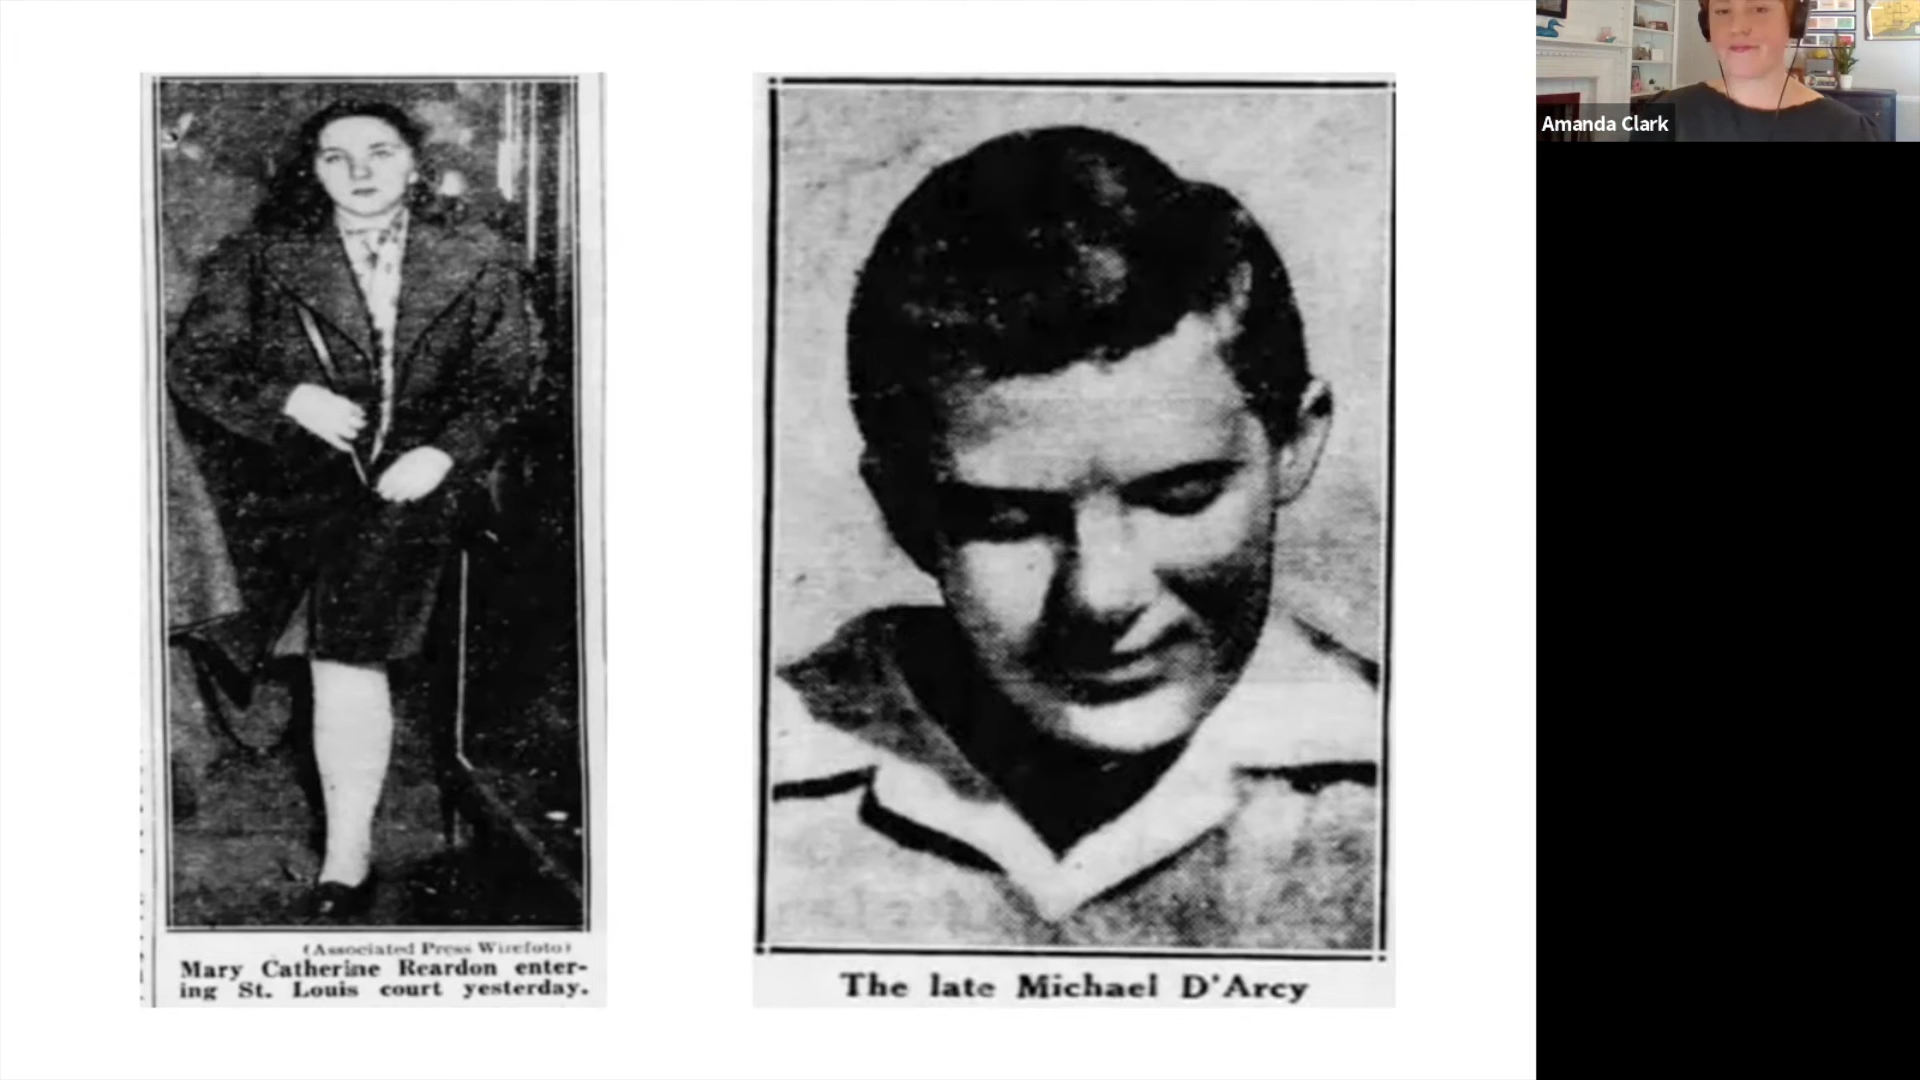 Amanda Clark
(Associated Press Wirefoto)
Mary Catherine Reardon enter-
ing St. Louis court yesterday.
The late Michael D'Arcy